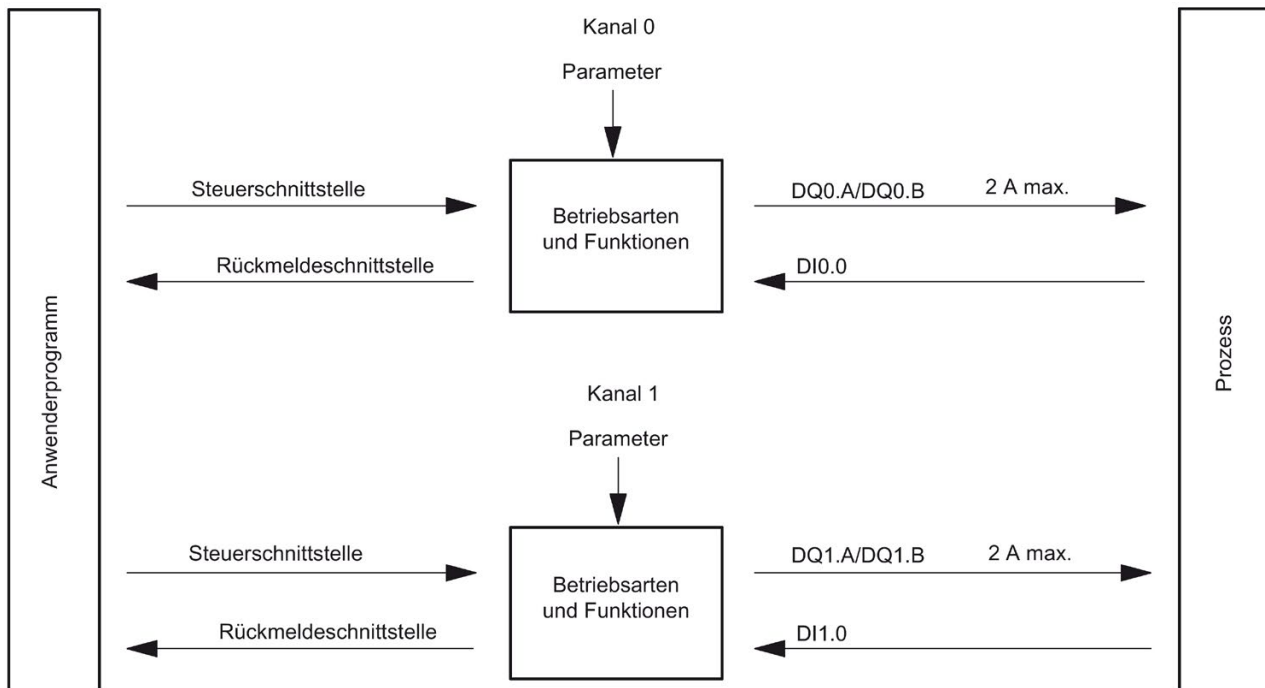 Kanal 0
Parameter
Anwenderprogramm
Steuerschnittstelle
Rückmeldeschnittstelle
Betriebsarten
und Funktionen
DQ0.A/DQ0.B 2 A max.
DI0.0
Prozess
Kanal 1
Parameter
Steuerschnittstelle
Rückmeldeschnittstelle
Betriebsarten
und Funktionen
DQ1.A/DQ1.B 2 A max.
DI1.0